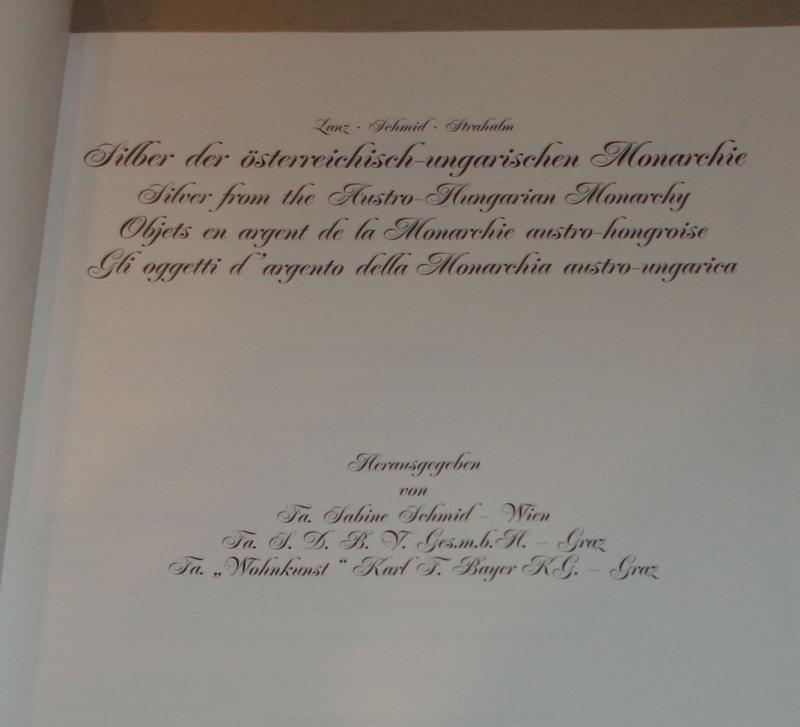 Lanz · Schmid · Strahalm
Silber der österreichisch-ungarischen Monarchie
Silver from the Austro-Hungarian Monarchy
Objets en argent de la Monarchie austro-hongroise
Gli oggetti d'argento della Monarchia austro-ungarica
Herausgegeben
von
Fa. Sabine Schmid – Wien
Fa. S. D. B. V. Ges.m.b.H. – Graz
Fa. „Wohnkunst“ Karl F. Bayer KG. – Graz